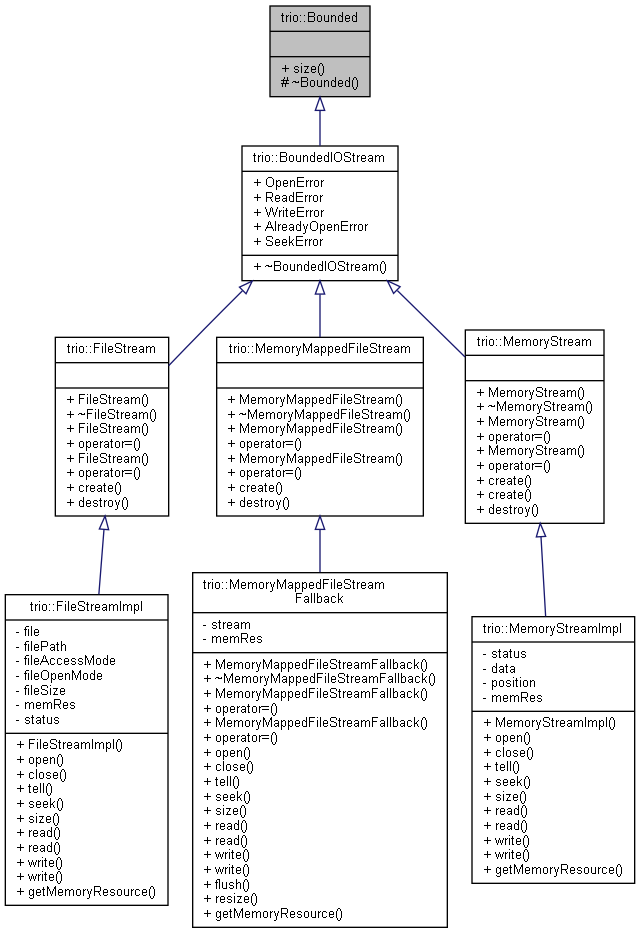 trio::Bounded
+ size()
# ~Bounded()
trio::BoundedIOStream
+ OpenError
+ ReadError
+ WriteError
+ AlreadyOpenError
+ SeekError
+ ~BoundedIOStream()
trio::FileStream
+ FileStream()
+ ~FileStream()
+ FileStream()
+ operator=()
+ FileStream()
+ operator=()
+ create()
+ destroy()
trio::MemoryMappedFileStream
+ MemoryMappedFileStream()
+ ~MemoryMappedFileStream()
+ MemoryMappedFileStream()
+ operator=()
+ MemoryMappedFileStream()
+ operator=()
+ create()
+ destroy()
trio::MemoryStream
+ MemoryStream()
+ ~MemoryStream()
+ MemoryStream()
+ operator=()
+ MemoryStream()
+ operator=()
+ create()
+ create()
+ destroy()
trio::FileStreamImpl
- file
- filePath
- fileAccessMode
- fileOpenMode
- fileSize
- memRes
- status
+ FileStreamImpl()
+ open()
+ close()
+ tell()
+ seek()
+ size()
+ read()
+ read()
+ write()
+ write()
+ getMemoryResource()
trio::MemoryMappedFileStream
Fallback
- stream
- memRes
+ MemoryMappedFileStreamFallback()
+ ~MemoryMappedFileStreamFallback()
+ MemoryMappedFileStreamFallback()
+ operator=()
+ MemoryMappedFileStreamFallback()
+ operator=()
+ open()
+ close()
+ tell()
+ seek()
+ size()
+ read()
+ read()
+ write()
+ write()
+ flush()
+ resize()
+ getMemoryResource()
trio::MemoryStreamImpl
- status
- data
- position
- memRes
+ MemoryStreamImpl()
+ open()
+ close()
+ tell()
+ seek()
+ size()
+ read()
+ read()
+ write()
+ write()
+ getMemoryResource()